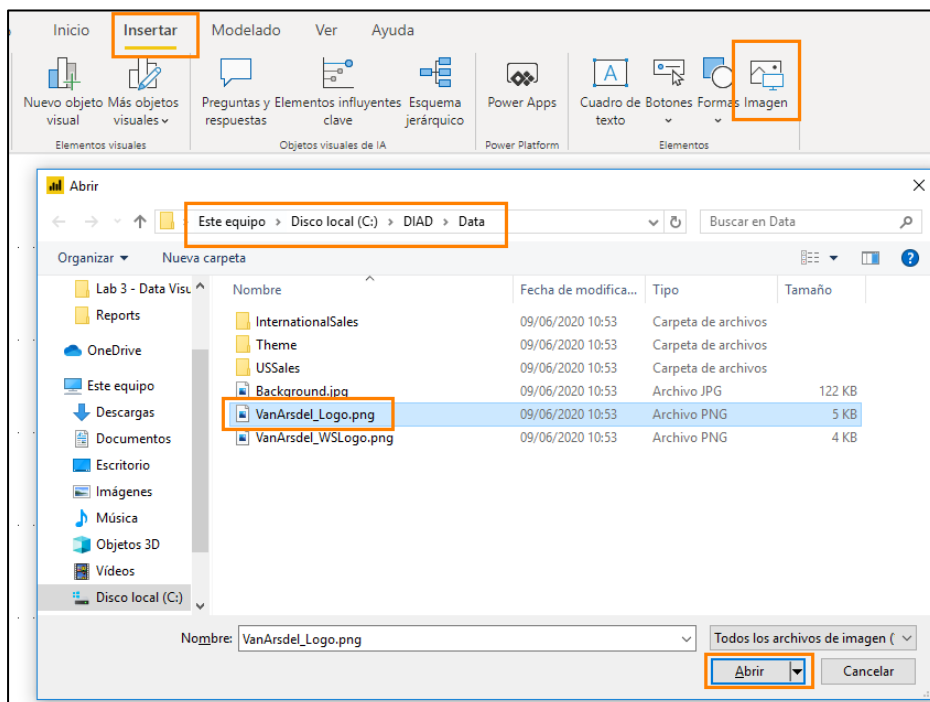 Inicio Insertar Modelado Ver Ayuda
Nuevo objeto visual
Más objetos visuales
Preguntas y respuestas
Elementos influyentes clave
Esquema jerárquico
Power Apps
Cuadro de texto
Botones
Formas
Imagen
Elementos visuales
Objetos visuales de IA
Power Platform
Elementos
Abrir
Este equipo > Disco local (C:) > DIAD > Data
Buscar en Data
Organizar
Nueva carpeta
Lab 3 - Data Visu
Reports
OneDrive
Este equipo
Descargas
Documentos
Escritorio
Imágenes
Música
Objetos 3D
Vídeos
Disco local (C:)
Nombre Fecha de modifica... Tipo Tamaño
InternationalSales 09/06/2020 10:53 Carpeta de archivos
Theme 09/06/2020 10:53 Carpeta de archivos
USSales 09/06/2020 10:53 Carpeta de archivos
Background.jpg 09/06/2020 10:53 Archivo JPG 122 KB
VanArsdel_Logo.png 09/06/2020 10:53 Archivo PNG 5 KB
VanArsdel_WSLogo.png 09/06/2020 10:53 Archivo PNG 4 KB
Nombre: VanArsdel_Logo.png
Todos los archivos de imagen (
Abrir Cancelar